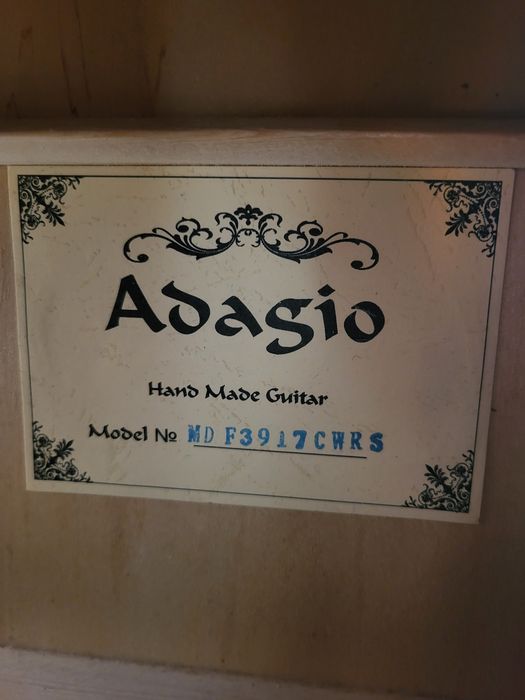 Adagio
Hand Made Guitar
Model № MD F3917CWRS